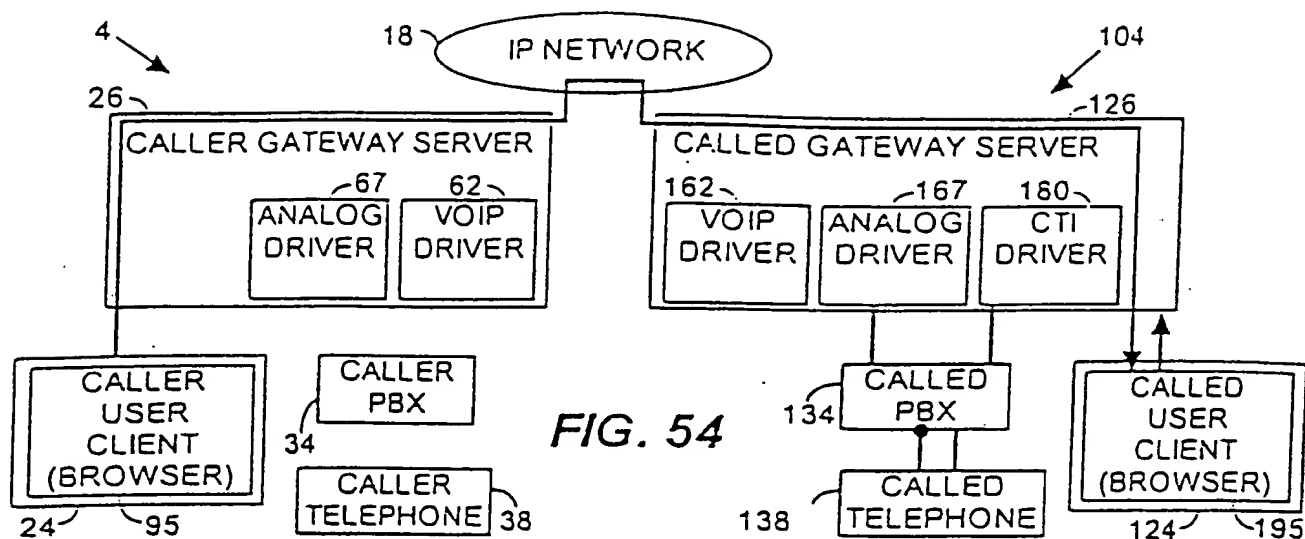 4
18
IP NETWORK
104
26
126
CALLER GATEWAY SERVER
CALLED GATEWAY SERVER
67
62
162
167
180
ANALOG
DRIVER
VOIP
DRIVER
VOIP
DRIVER
ANALOG
DRIVER
CTI
DRIVER
CALLER
USER
CLIENT
(BROWSER)
24
95
CALLER
PBX
34
CALLER
TELEPHONE
38
FIG. 54
CALLED
PBX
134
CALLED
TELEPHONE
138
CALLED
USER
CLIENT
(BROWSER)
124
195